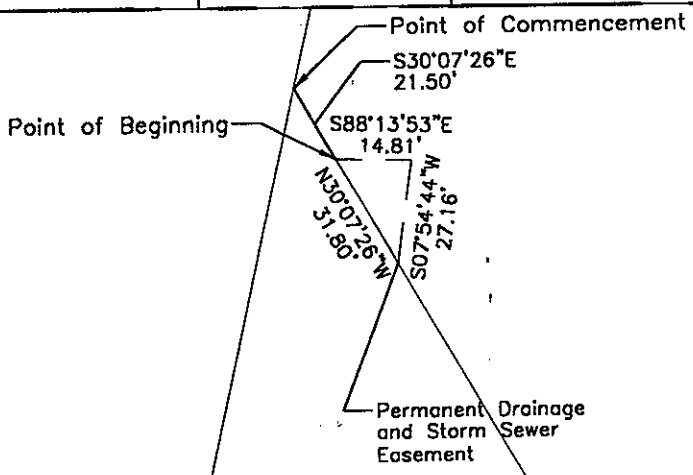 Point of Commencement
S30°07'26"E
21.50'
Point of Beginning
S88°13'53"E
14.81'
N30°07'26"W
31.80'
S07°54'44"W
27.16'
Permanent Drainage
and Storm Sewer
Easement